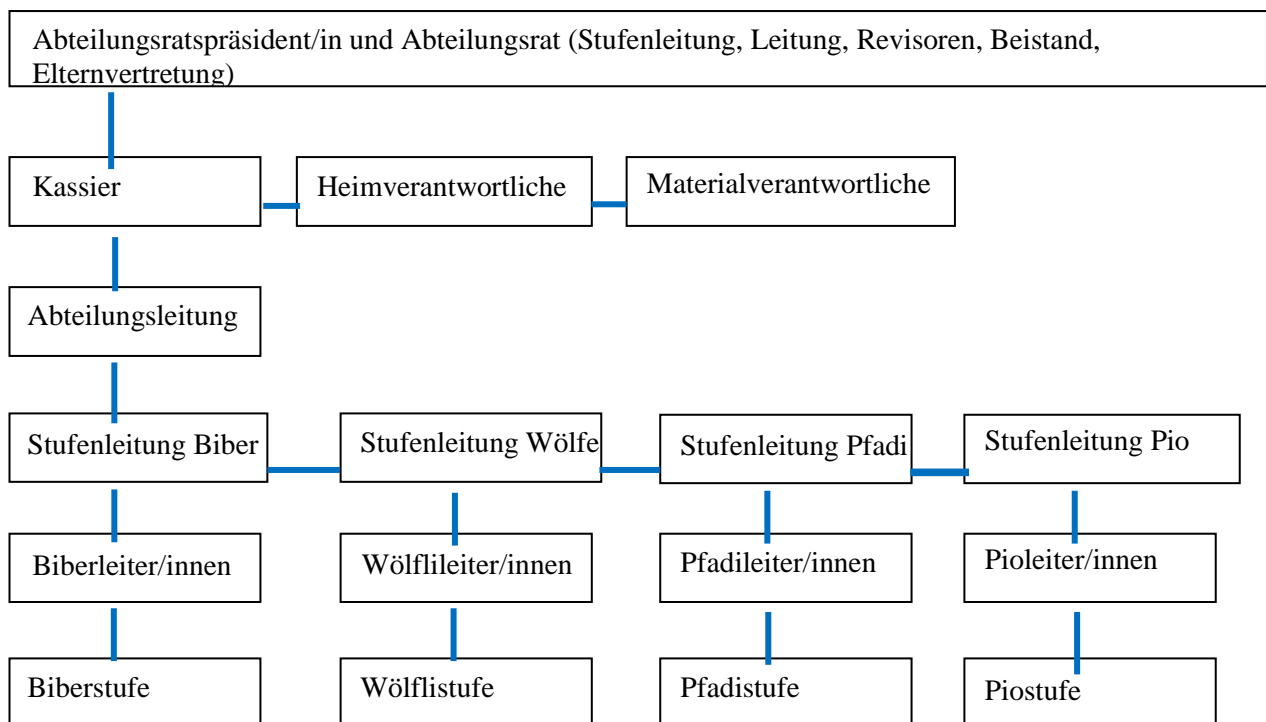 Abteilungsratspräsident/in und Abteilungsrat (Stufenleitung, Leitung, Revisoren, Beistand,
Elternvertretung)
Kassier
Heimverantwortliche
Materialverantwortliche
Abteilungsleitung
Stufenleitung Biber
Stufenleitung Wölfe
Stufenleitung Pfadi
Stufenleitung Pio
Biberleiter/innen
Wölflileiter/innen
Pfadileiter/innen
Pioleiter/innen
Biberstufe
Wölflistufe
Pfadistufe
Piostufe